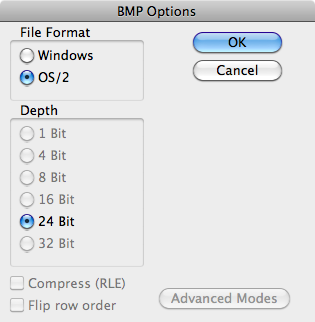 BMP Options
File Format
Windows
OS/2
OK
Cancel
Depth
1 Bit
4 Bit
8 Bit
16 Bit
24 Bit
32 Bit
Compress (RLE)
Flip row order
Advanced Modes